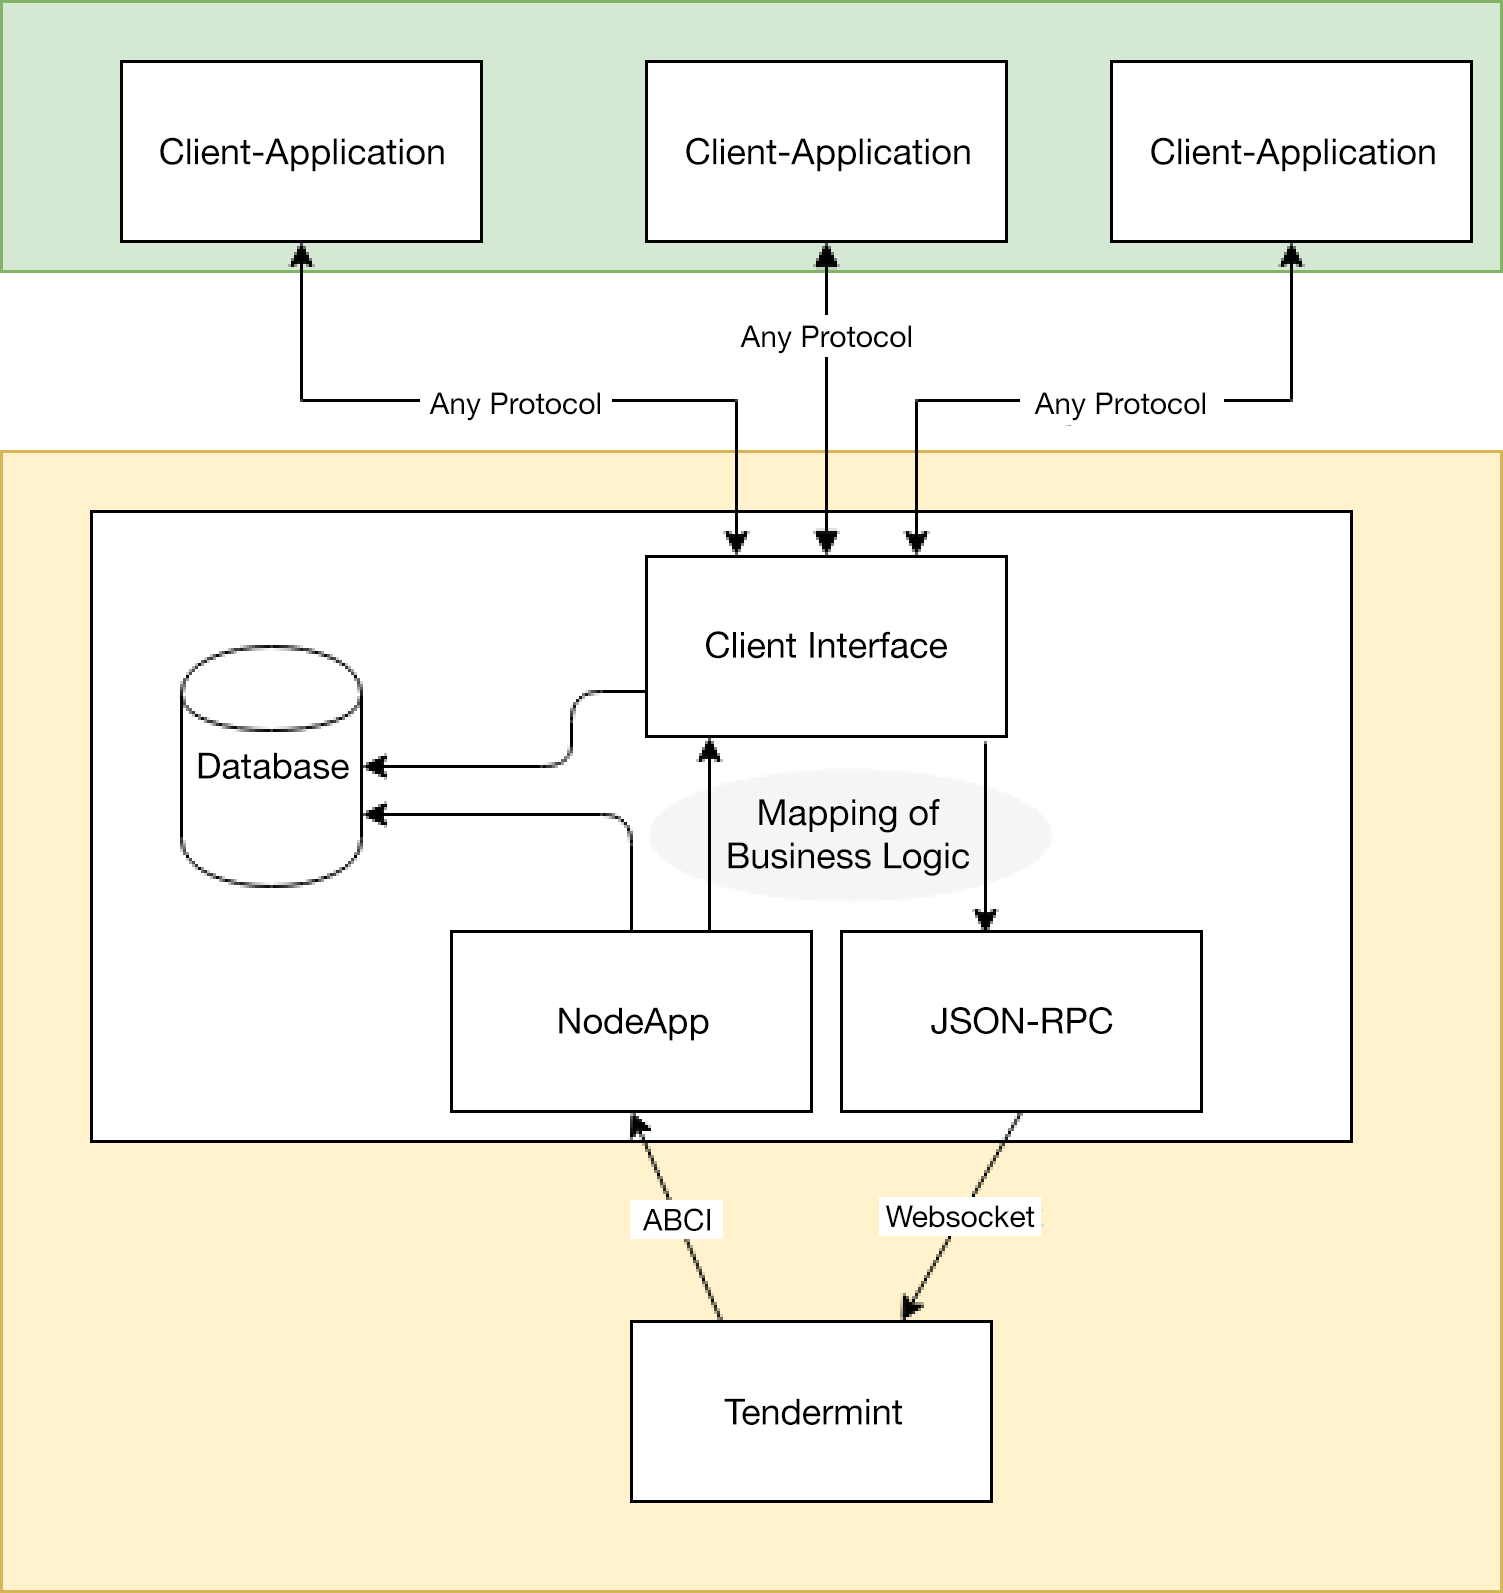 Client-Application
Client-Application
Client-Application
Any Protocol
Any Protocol
Any Protocol
Client Interface
Database
Mapping of
Business Logic
NodeApp
JSON-RPC
ABCI
Websocket
Tendermint